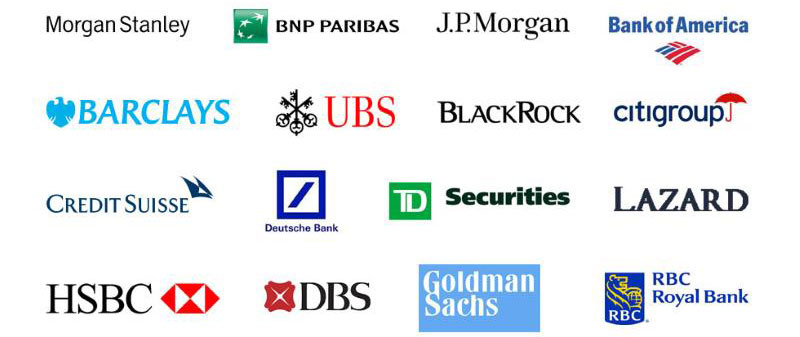 Morgan Stanley
BNP PARIBAS
J.P.Morgan
Bank of America
BARCLAYS
UBS
BLACKROCK
citigroup
CREDIT SUISSE
Deutsche Bank
TD Securities
LAZARD
HSBC
DBS
Goldman
Sachs
RBC
Royal Bank
RBC